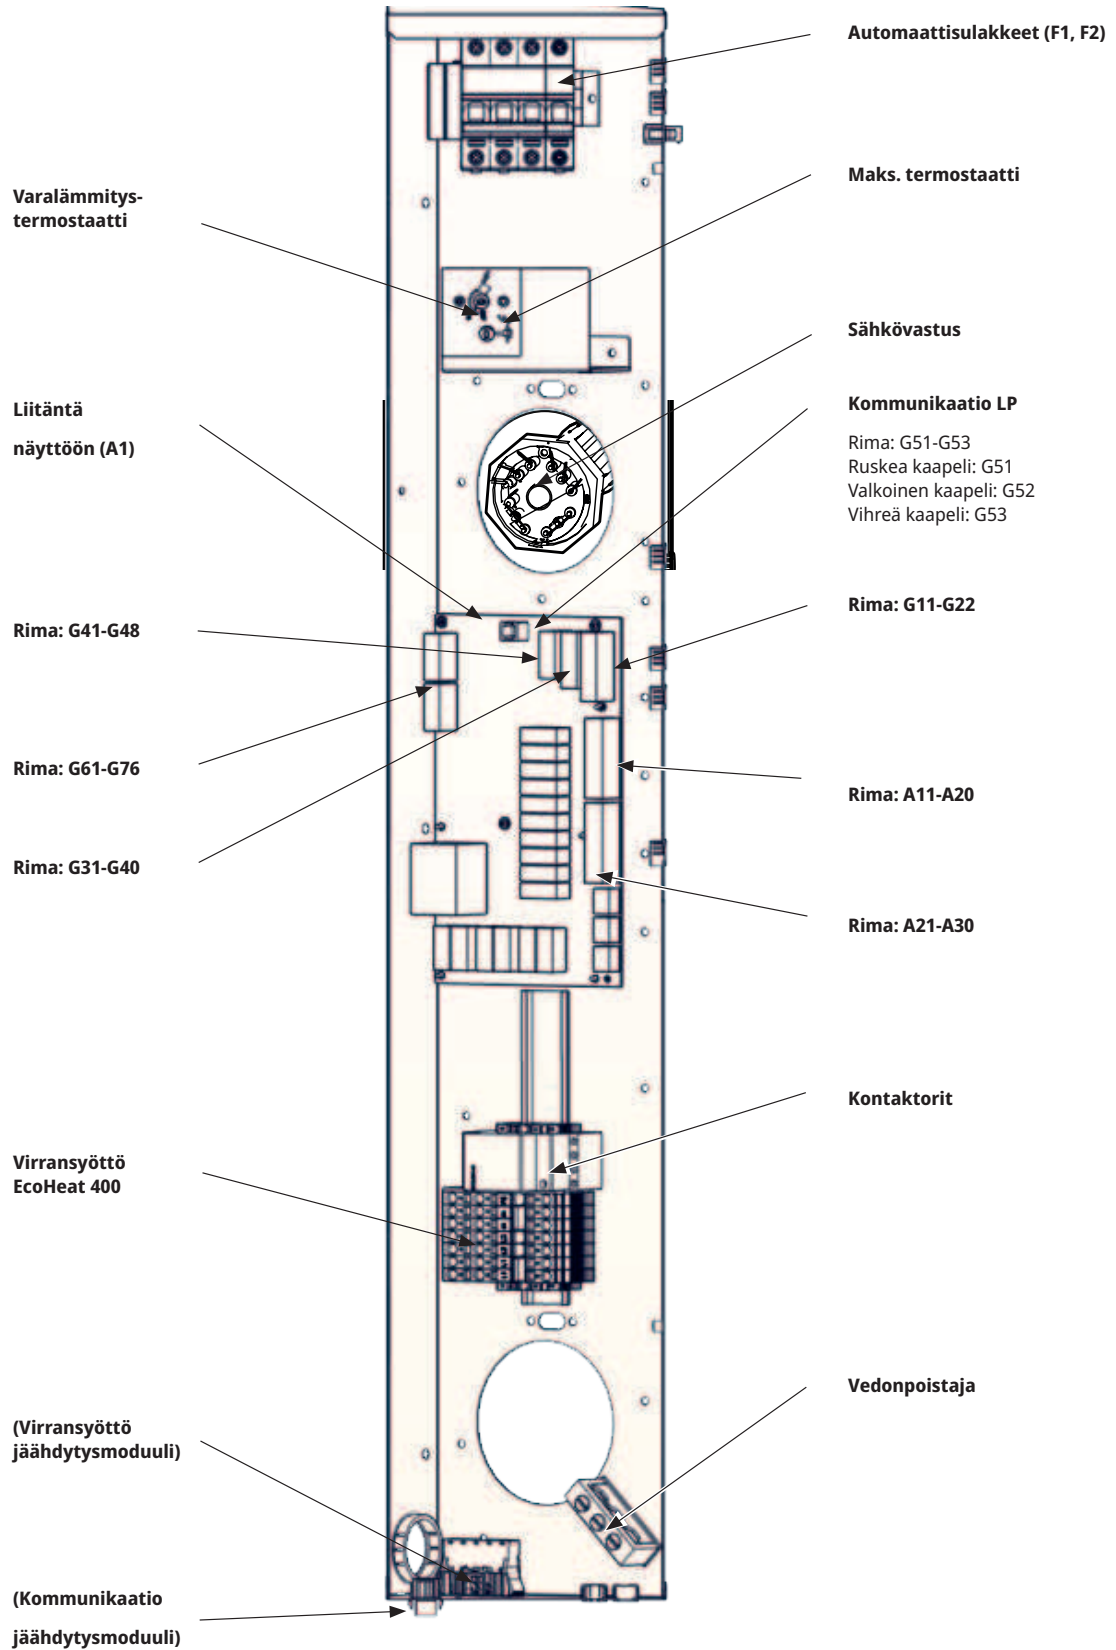 Automaattisulakkeet (F1, F2)
Maks. termostaatti
Varalämmitys-
termostaatti
Sähkövastus
Liitäntä
näyttöön (A1)
Kommunikaatio LP
Rima: G51-G53
Ruskea kaapeli: G51
Valkoinen kaapeli: G52
Vihreä kaapeli: G53
Rima: G11-G22
Rima: G41-G48
Rima: G61-G76
Rima: A11-A20
Rima: G31-G40
Rima: A21-A30
Kontaktorit
Virransyöttö
EcoHeat 400
Vedonpoistaja
(Virransyöttö
jäähdytysmoduuli)
(Kommunikaatio
jäähdytysmoduuli)